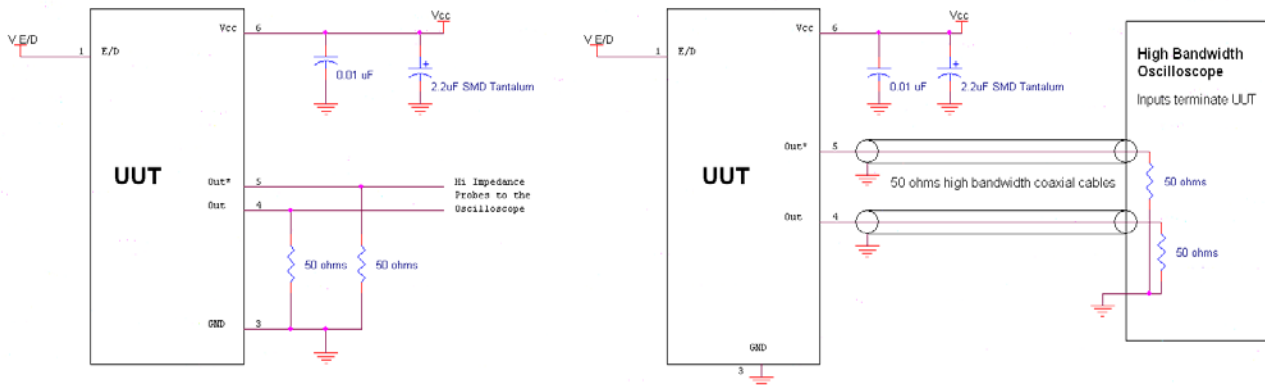 Vcc
Vcc 6
V E/D
1 E/D
0.01 uF
2.2uF SMD Tantalum
UUT
Out* 5
Out 4
Hi Impedance
Probes to the
Oscilloscope
50 ohms
50 ohms
GND 3
Vcc
Vcc 6
V E/D
1 E/D
0.01 uF
2.2uF SMD Tantalum
High Bandwidth
Oscilloscope
Inputs terminate UUT
UUT
Out* 5
50 ohms high bandwidth coaxial cables
50 ohms
Out 4
50 ohms
GND
3